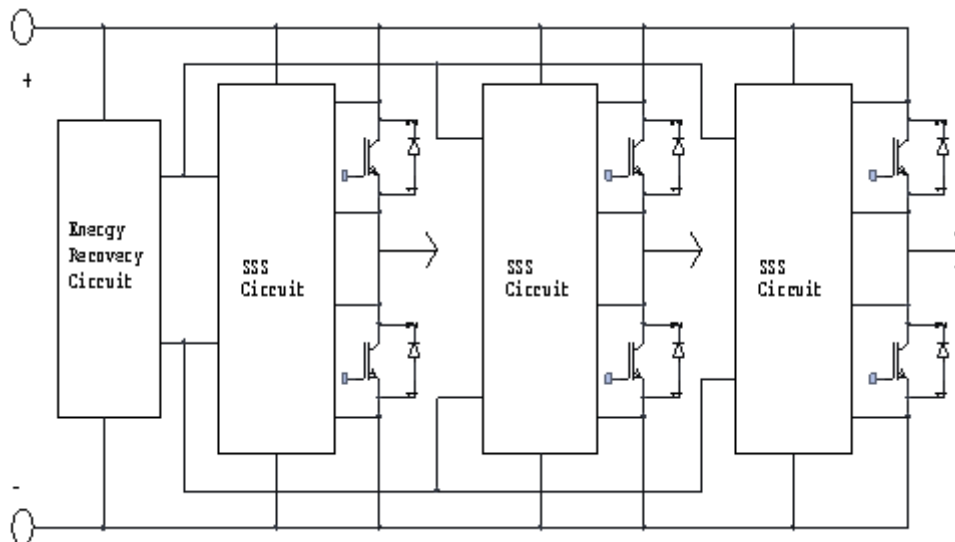 +
Energy
Recovery
Circuit
SSS
Circuit
SSS
Circuit
SSS
Circuit
-